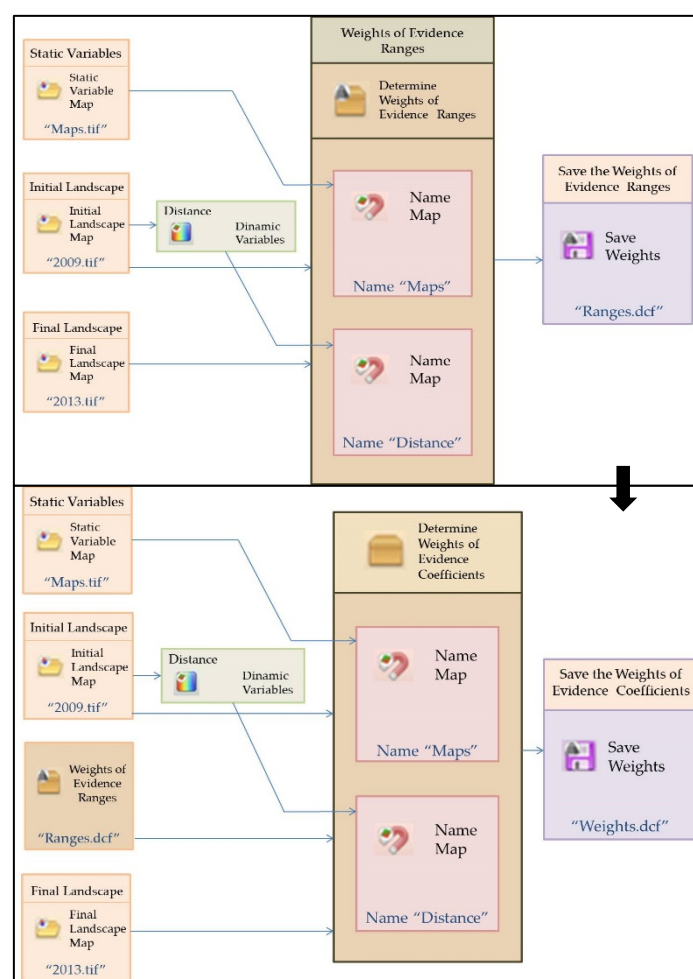 Weights of Evidence
Ranges
Static Variables
Static
Variable
Map
“Maps.tif”
Determine
Weights of
Evidence Ranges
Initial Landscape
Initial
Landscape
Map
“2009.tif”
Distance
Dinamic
Variables
Name
Map
Name “Maps”
Save the Weights of
Evidence Ranges
Save
Weights
“Ranges.dcf”
Final Landscape
Final
Landscape
Map
“2013.tif”
Name
Map
Name “Distance”
Static Variables
Static
Variable
Map
“Maps.tif”
Determine
Weights of
Evidence
Coefficients
Initial Landscape
Initial
Landscape
Map
“2009.tif”
Distance
Dinamic
Variables
Name
Map
Name “Maps”
Save the Weights of
Evidence Coefficients
Save
Weights
“Weights.dcf”
Weights of
Evidence
Ranges
“Ranges.dcf”
Name
Map
Name “Distance”
Final Landscape
Final
Landscape
Map
“2013.tif”